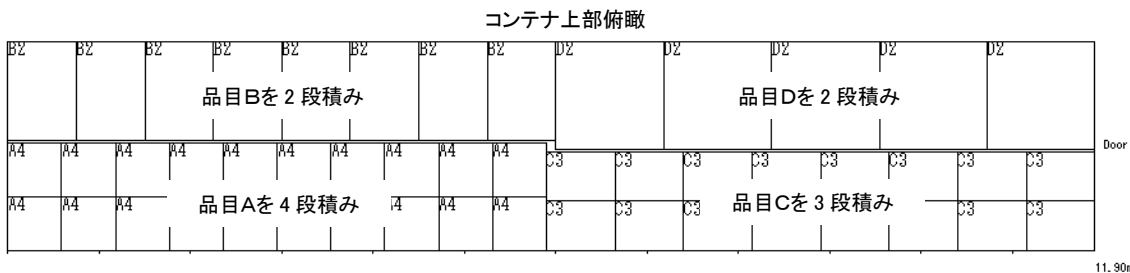 コンテナ上部俯瞰
B2 B2 B2 B2 B2 B2 B2 B2 D2 D2 D2 D2 D2
品目Bを2段積み 品目Dを2段積み
Door
A4 A4 A4 A4 A4 A4 A4 A4 A4 A4 C3 C3 C3 C3 C3 C3 C3 C3
品目Aを4段積み 品目Cを3段積み
A4 A4 A4 A4 A4 A4 C3 C3 C3 C3 C3
11.90m